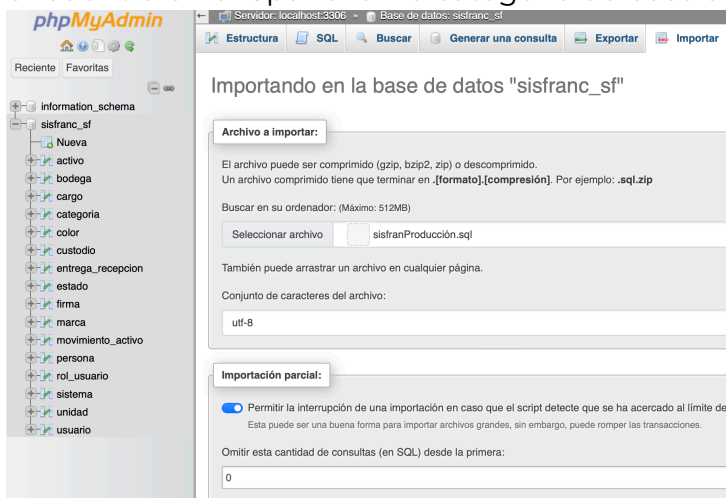 phpMyAdmin
Reciente Favoritas
information_schema
sisfranc_sf
Nueva
activo
bodega
cargo
categoria
color
custodio
entrega_recepcion
estado
firma
marca
movimiento_activo
persona
rol_usuario
sistema
unidad
usuario
Servidor: localhost:3306 » Base de datos: sisfranc_sf
Estructura SQL Buscar Generar una consulta Exportar Importar
Importando en la base de datos "sisfranc_sf"
Archivo a importar:
El archivo puede ser comprimido (gzip, bzip2, zip) o descomprimido.
Un archivo comprimido tiene que terminar en .[formato].[compresión]. Por ejemplo: .sql.zip
Buscar en su ordenador: (Máximo: 512MB)
Seleccionar archivo sisfranProducción.sql
También puede arrastrar un archivo en cualquier página.
Conjunto de caracteres del archivo:
utf-8
Importación parcial:
Permitir la interrupción de una importación en caso que el script detecte que se ha acercado al límite de
Esta puede ser una buena forma para importar archivos grandes, sin embargo, puede romper las transacciones.
Omitir esta cantidad de consultas (en SQL) desde la primera:
0